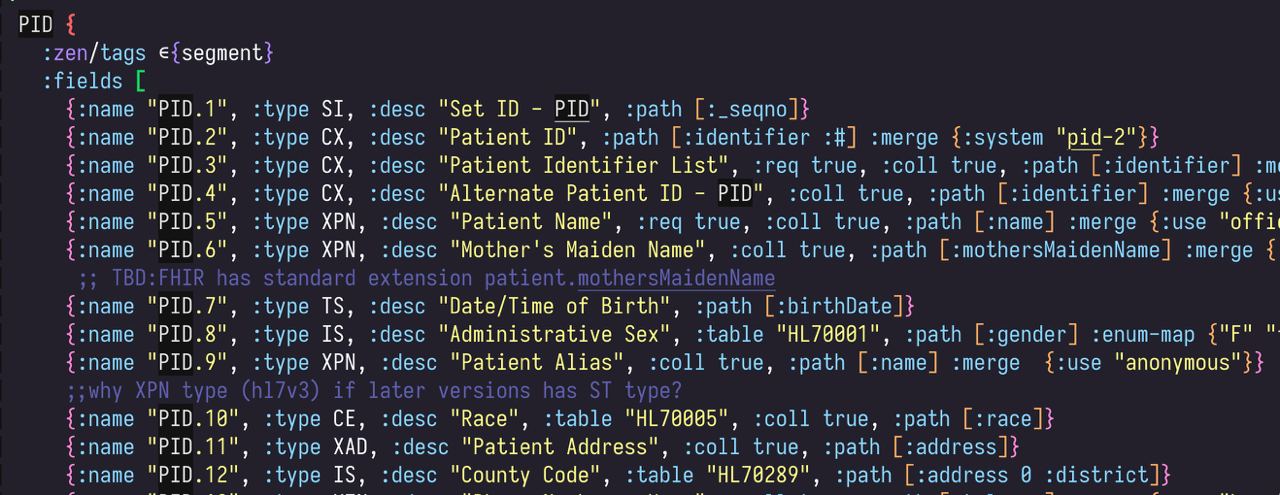 PID {
:zen/tags #{segment}
:fields [
{:name "PID.1", :type SI, :desc "Set ID - PID", :path [:_seqno]}
{:name "PID.2", :type CX, :desc "Patient ID", :path [:identifier :#] :merge {:system "pid-2"}}
{:name "PID.3", :type CX, :desc "Patient Identifier List", :req true, :coll true, :path [:identifier] :me
{:name "PID.4", :type CX, :desc "Alternate Patient ID - PID", :coll true, :path [:identifier] :merge {:us
{:name "PID.5", :type XPN, :desc "Patient Name", :req true, :coll true, :path [:name] :merge {:use "offic
{:name "PID.6", :type XPN, :desc "Mother's Maiden Name", :coll true, :path [:mothersMaidenName] :merge {
;; TBD:FHIR has standard extension patient.mothersMaidenName
{:name "PID.7", :type TS, :desc "Date/Time of Birth", :path [:birthDate]}
{:name "PID.8", :type IS, :desc "Administrative Sex", :table "HL70001", :path [:gender] :enum-map {"F" "
{:name "PID.9", :type XPN, :desc "Patient Alias", :coll true, :path [:name] :merge  {:use "anonymous"}}
;;why XPN type (hl7v3) if later versions has ST type?
{:name "PID.10", :type CE, :desc "Race", :table "HL70005", :coll true, :path [:race]}
{:name "PID.11", :type XAD, :desc "Patient Address", :coll true, :path [:address]}
{:name "PID.12", :type IS, :desc "County Code", :table "HL70289", :path [:address 0 :district]}